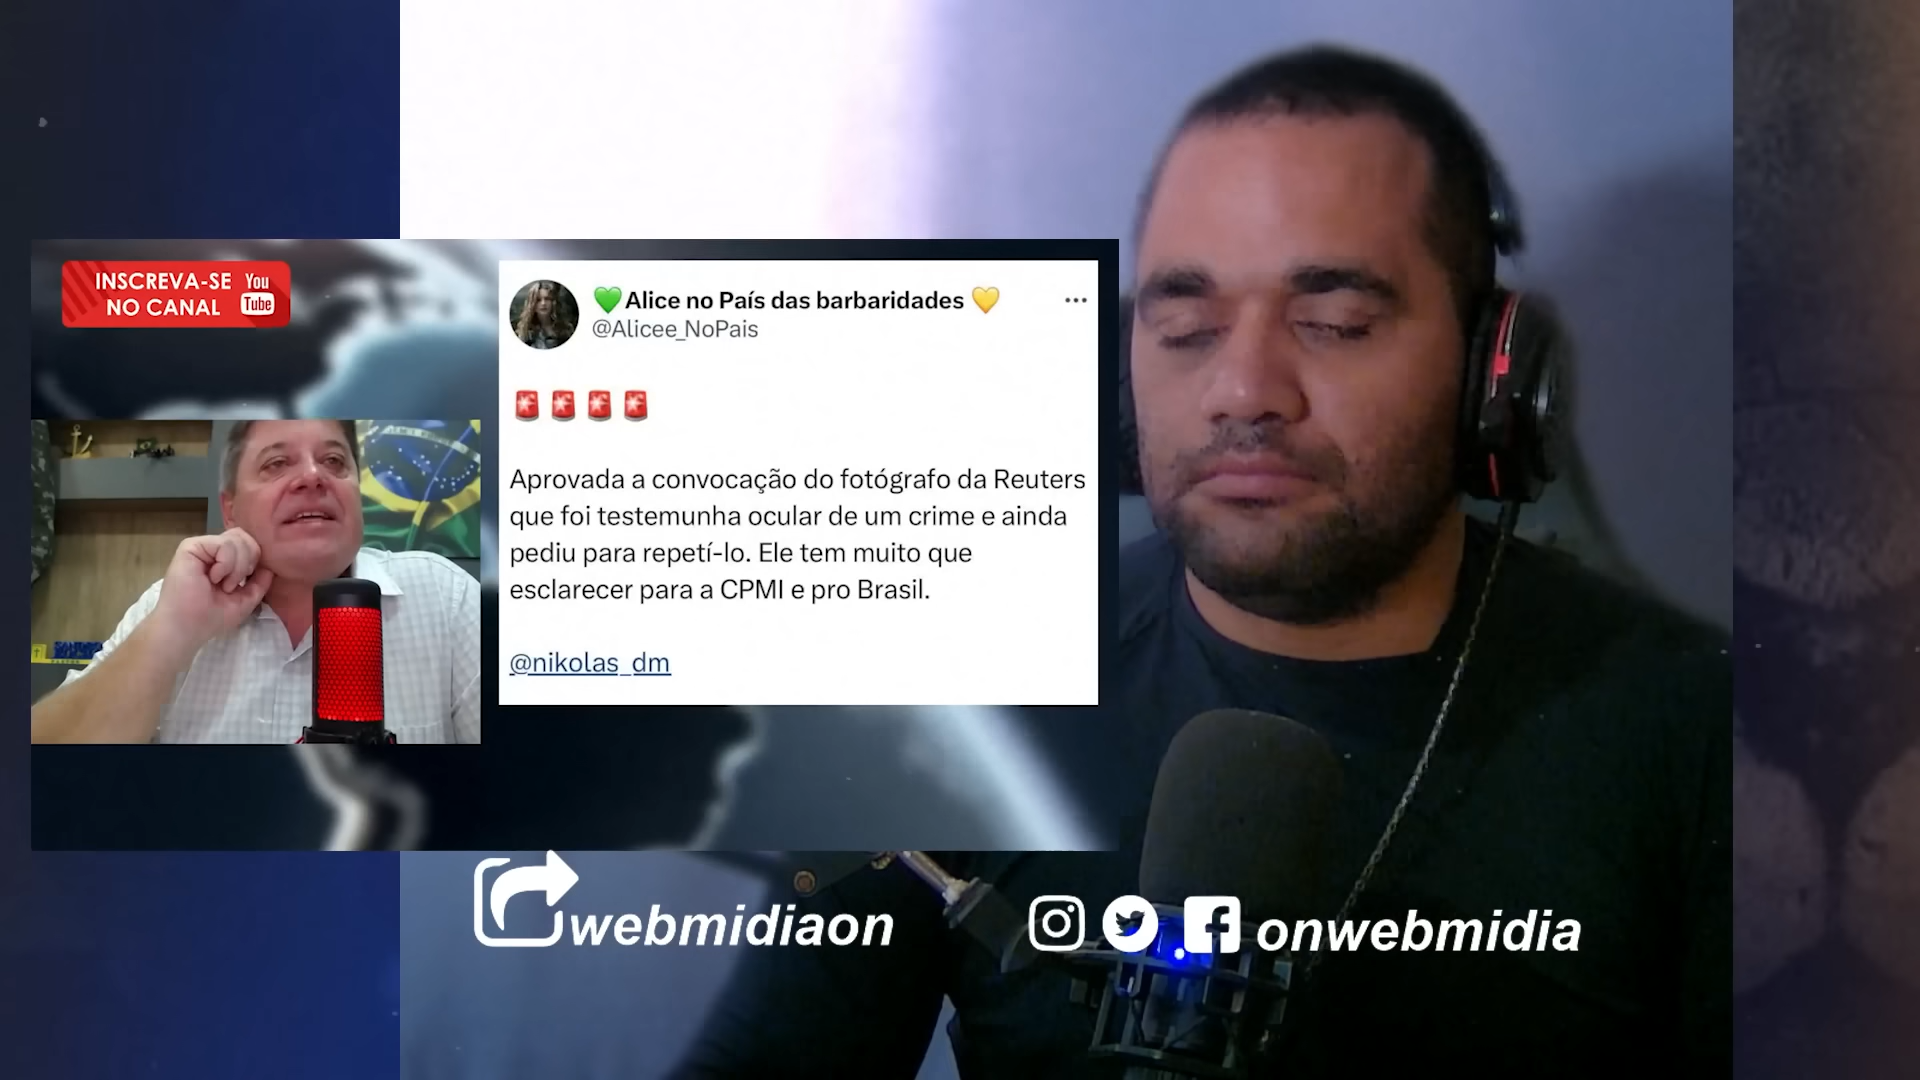 INSCREVA-SE
NO CANAL
You
Tube
💚Alice no País das barbaridades 💛
@Alicee_NoPais
🚨 🚨 🚨 🚨
Aprovada a convocação do fotógrafo da Reuters
que foi testemunha ocular de um crime e ainda
pediu para repetí-lo. Ele tem muito que
esclarecer para a CPMI e pro Brasil.
@nikolas_dm
webmidiaon
onwebmidia